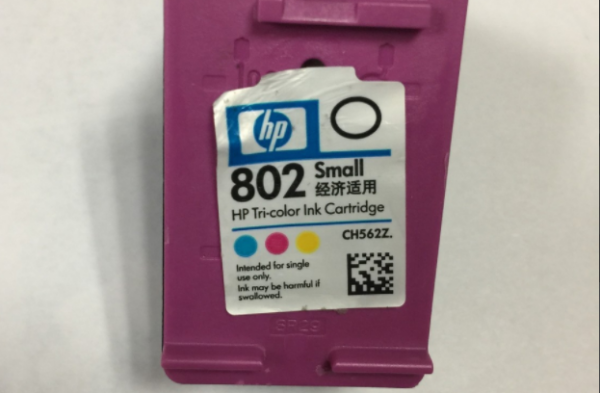 hp
802 Small
经济适用
HP Tri-color Ink Cartridge
CH562Z.
Intended for single
use only.
Ink may be harmful if
swallowed.